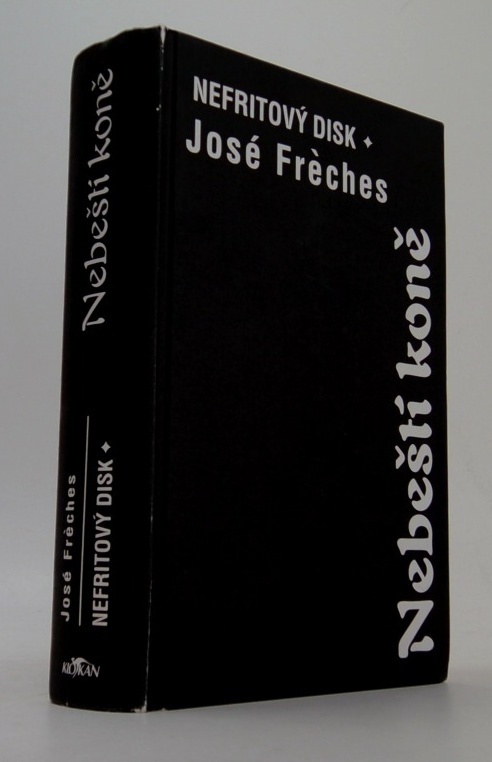 NEFRITOVÝ DISK ✦
José Frèches
Nebeští koně
Nebeští koně
José Frèches
NEFRITOVÝ DISK ✦
KLOKAN